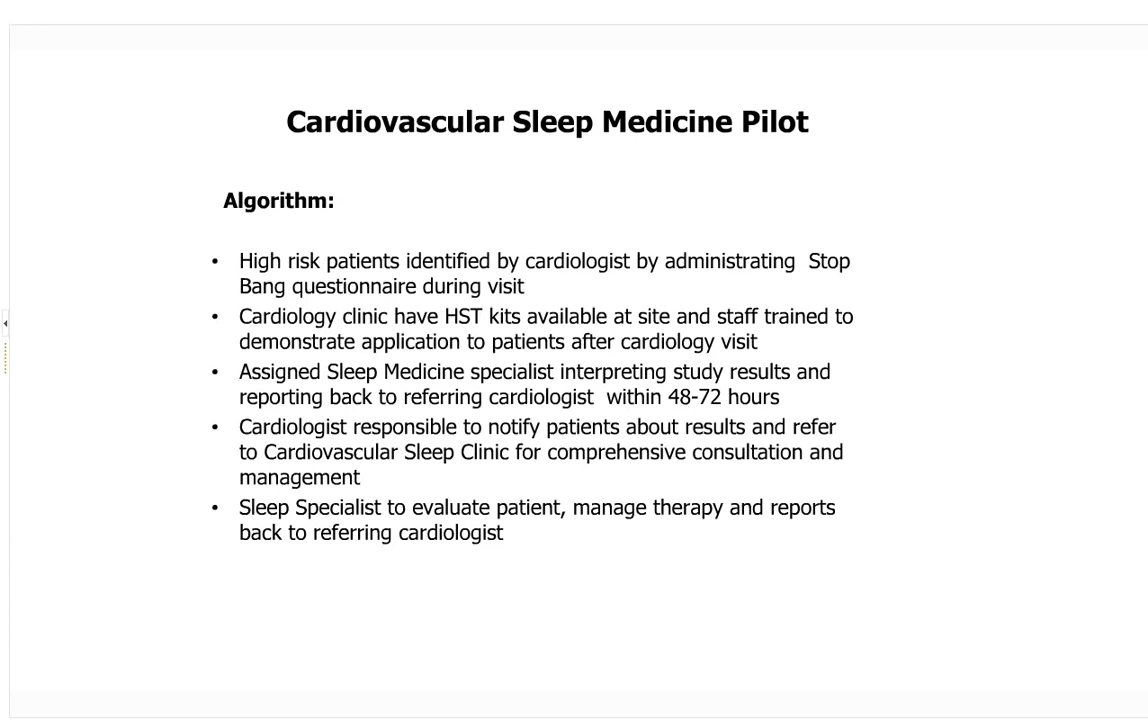 Cardiovascular Sleep Medicine Pilot
Algorithm:
• High risk patients identified by cardiologist by administrating  Stop
Bang questionnaire during visit
• Cardiology clinic have HST kits available at site and staff trained to
demonstrate application to patients after cardiology visit
• Assigned Sleep Medicine specialist interpreting study results and
reporting back to referring cardiologist  within 48-72 hours
• Cardiologist responsible to notify patients about results and refer
to Cardiovascular Sleep Clinic for comprehensive consultation and
management
• Sleep Specialist to evaluate patient, manage therapy and reports
back to referring cardiologist